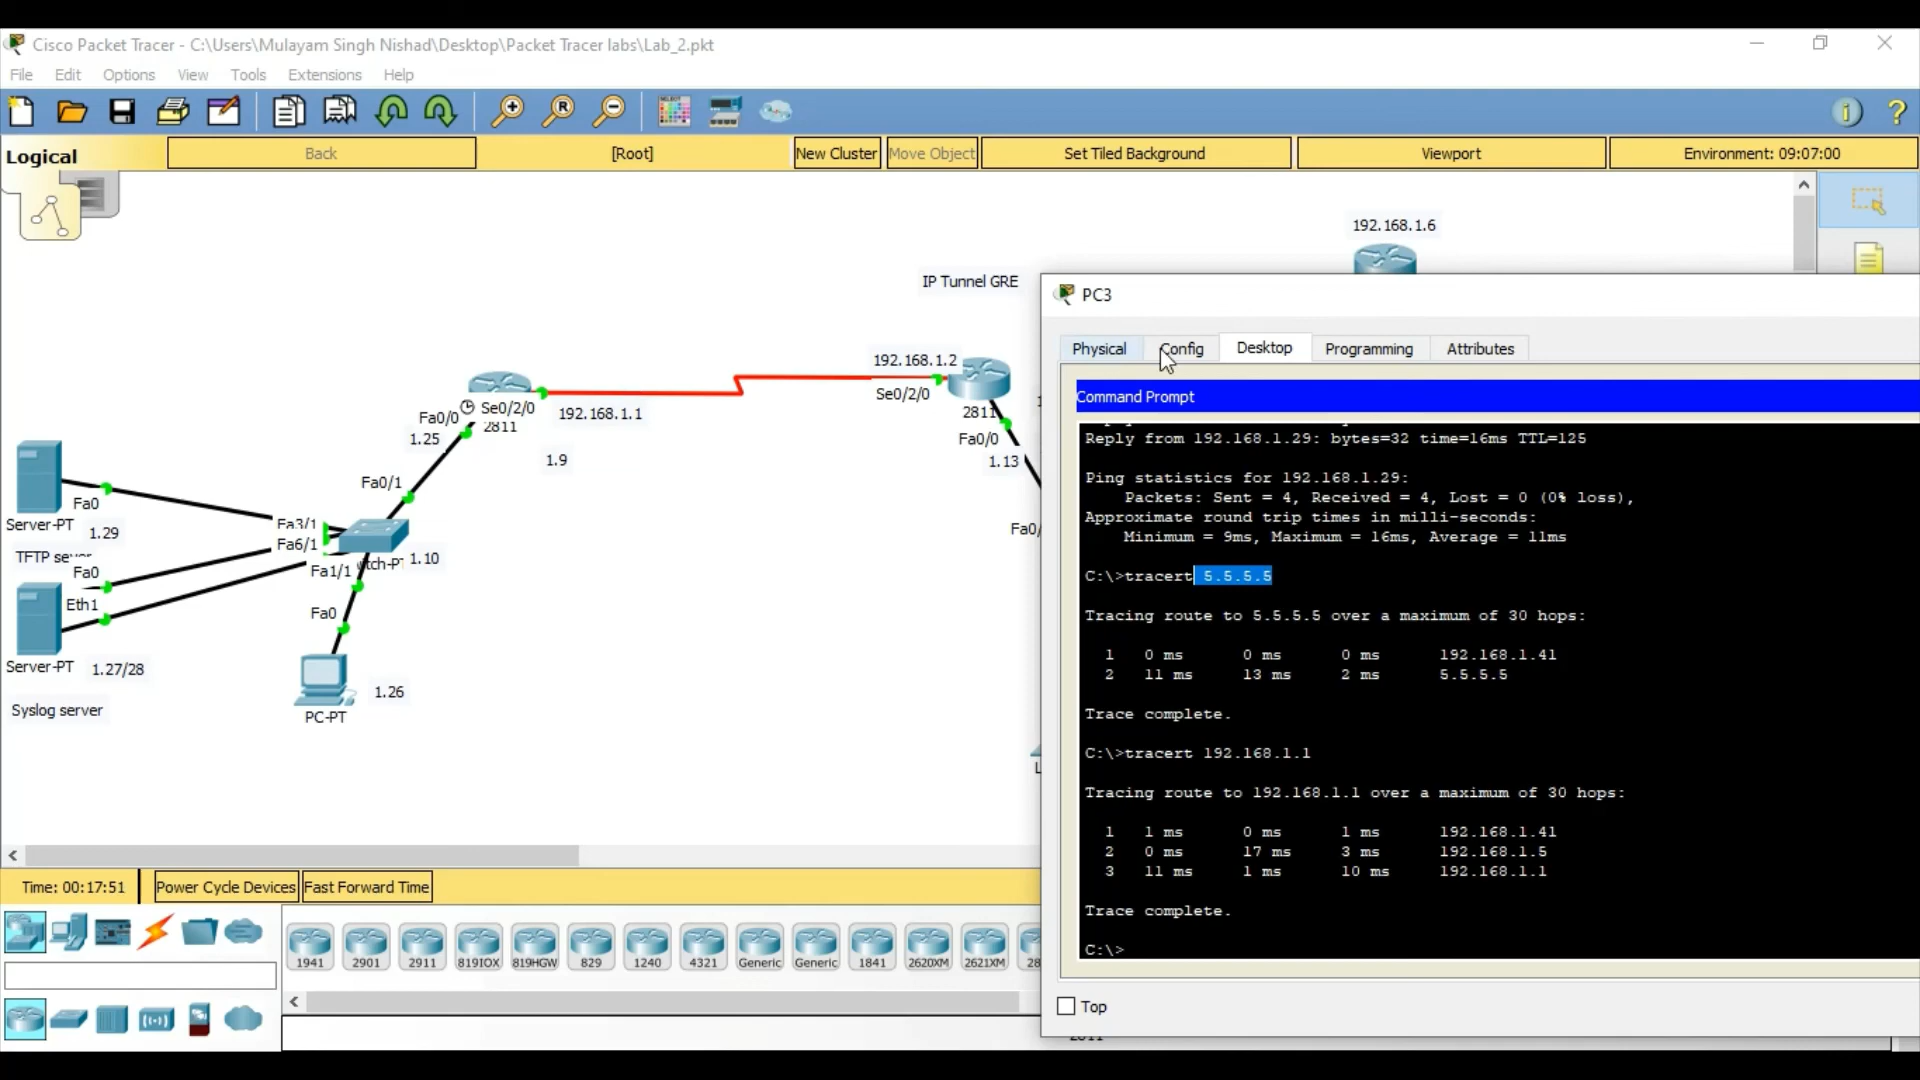 Cisco Packet Tracer - C:\Users\Mulayam Singh Nishad\Desktop\Packet Tracer labs\Lab_2.pkt
File Edit Options View Tools Extensions Help
Logical Back [Root] New Cluster Move Object Set Tiled Background Viewport Environment: 09:07:00
192.168.1.6
IP Tunnel GRE
192.168.1.2
Se0/2/0
2811
Fa0/0
1.13
Fa0/
Fa0/0 Se0/2/0
2811
192.168.1.1
1.25
1.9
Fa0/1
Fa0
Server-PT 1.29
Fa3/1
Fa6/1
Fa1/1
1.10
TFTP
Fa0
Eth1
Server-PT 1.27/28
Syslog server
Fa0
1.26
PC-PT
PC3
Physical Config Desktop Programming Attributes
Command Prompt
Reply from 192.168.1.29: bytes=32 time=16ms TTL=125
Ping statistics for 192.168.1.29:
Packets: Sent = 4, Received = 4, Lost = 0 (0% loss),
Approximate round trip times in milli-seconds:
Minimum = 9ms, Maximum = 16ms, Average = 11ms
C:\>tracert 5.5.5.5
Tracing route to 5.5.5.5 over a maximum of 30 hops:
1 0 ms 0 ms 0 ms 192.168.1.41
2 11 ms 13 ms 2 ms 5.5.5.5
Trace complete.
C:\>tracert 192.168.1.1
Tracing route to 192.168.1.1 over a maximum of 30 hops:
1 1 ms 0 ms 1 ms 192.168.1.41
2 0 ms 17 ms 3 ms 192.168.1.5
3 11 ms 1 ms 10 ms 192.168.1.1
Trace complete.
C:\>
Top
Time: 00:17:51 Power Cycle Devices Fast Forward Time
1941 2901 2911 819IOX 819HGW 829 1240 4321 Generic Generic 1841 2620XM 2621XM 28